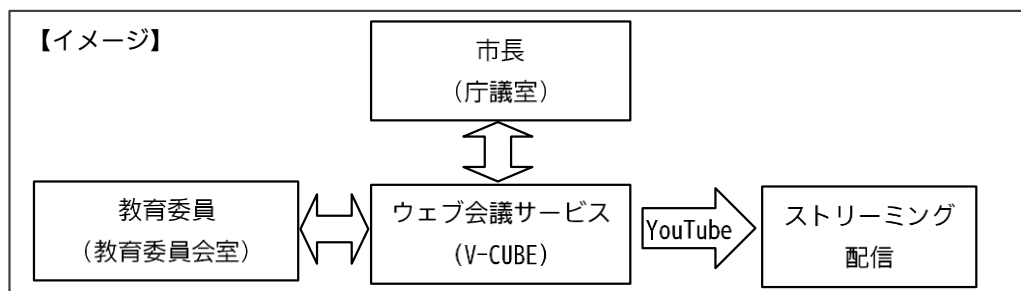 【イメージ】
市長
（庁議室）
教育委員
（教育委員会室）
ウェブ会議サービス
(V-CUBE)
YouTube
ストリーミング
配信